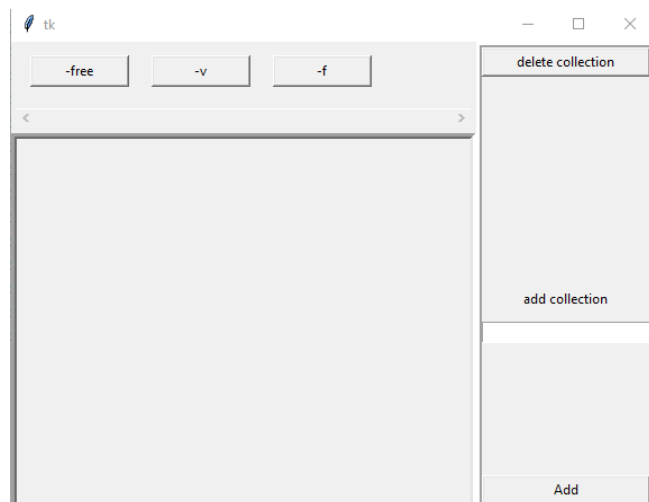 tk
-free -v -f
delete collection
add collection
Add